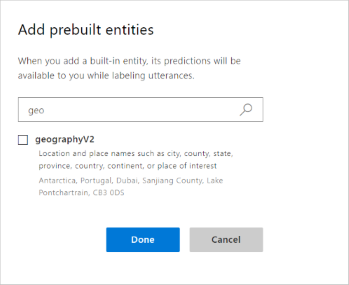 Add prebuilt entities
When you add a built-in entity, its predictions will be
available to you while labeling utterances.
geo
geographyV2
Location and place names such as city, county, state,
province, country, continent, or place of interest
Antarctica, Portugal, Dubai, Sanjiang County, Lake
Pontchartrain, CB3 0DS
Done
Cancel